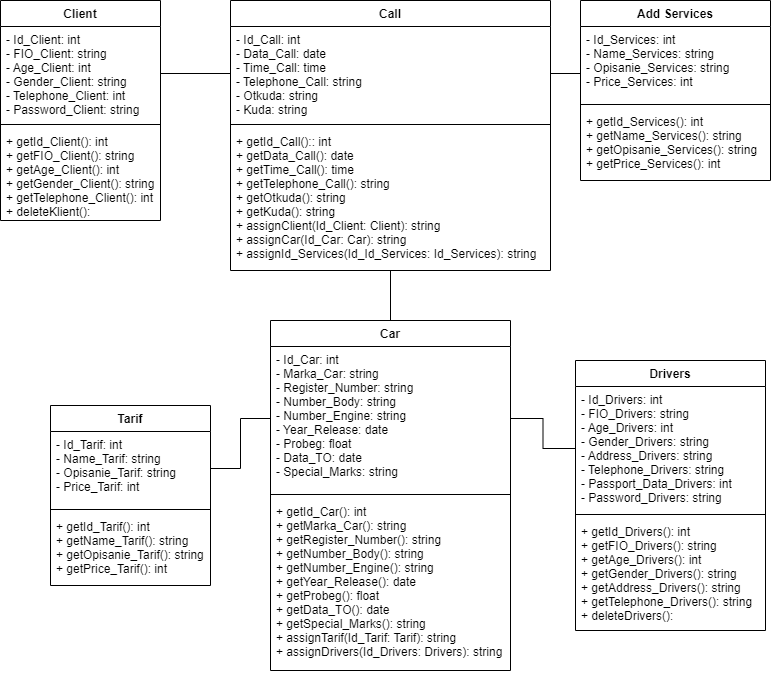 Client
- Id_Client: int
- FIO_Client: string
- Age_Client: int
- Gender_Client: string
- Telephone_Client: int
- Password_Client: string
+ getId_Client(): int
+ getFIO_Client(): string
+ getAge_Client(): int
+ getGender_Client(): string
+ getTelephone_Client(): int
+ deleteKlient():
Call
- Id_Call: int
- Data_Call: date
- Time_Call: time
- Telephone_Call: string
- Otkuda: string
- Kuda: string
+ getId_Call():: int
+ getData_Call(): date
+ getTime_Call(): time
+ getTelephone_Call(): string
+ getOtkuda(): string
+ getKuda(): string
+ assignClient(Id_Client: Client): string
+ assignCar(Id_Car: Car): string
+ assignId_Services(Id_Id_Services: Id_Services): string
Add Services
- Id_Services: int
- Name_Services: string
- Opisanie_Services: string
- Price_Services: int
+ getId_Services(): int
+ getName_Services(): string
+ getOpisanie_Services(): string
+ getPrice_Services(): int
Tarif
- Id_Tarif: int
- Name_Tarif: string
- Opisanie_Tarif: string
- Price_Tarif: int
+ getId_Tarif(): int
+ getName_Tarif(): string
+ getOpisanie_Tarif(): string
+ getPrice_Tarif(): int
Car
- Id_Car: int
- Marka_Car: string
- Register_Number: string
- Number_Body: string
- Number_Engine: string
- Year_Release: date
- Probeg: float
- Data_TO: date
- Special_Marks: string
+ getId_Car(): int
+ getMarka_Car(): string
+ getRegister_Number(): string
+ getNumber_Body(): string
+ getNumber_Engine(): string
+ getYear_Release(): date
+ getProbeg(): float
+ getData_TO(): date
+ getSpecial_Marks(): string
+ assignTarif(Id_Tarif: Tarif): string
+ assignDrivers(Id_Drivers: Drivers): string
Drivers
- Id_Drivers: int
- FIO_Drivers: string
- Age_Drivers: int
- Gender_Drivers: string
- Address_Drivers: string
- Telephone_Drivers: string
- Passport_Data_Drivers: int
- Password_Drivers: string
+ getId_Drivers(): int
+ getFIO_Drivers(): string
+ getAge_Drivers(): int
+ getGender_Drivers(): string
+ getAddress_Drivers(): string
+ getTelephone_Drivers(): string
+ deleteDrivers():